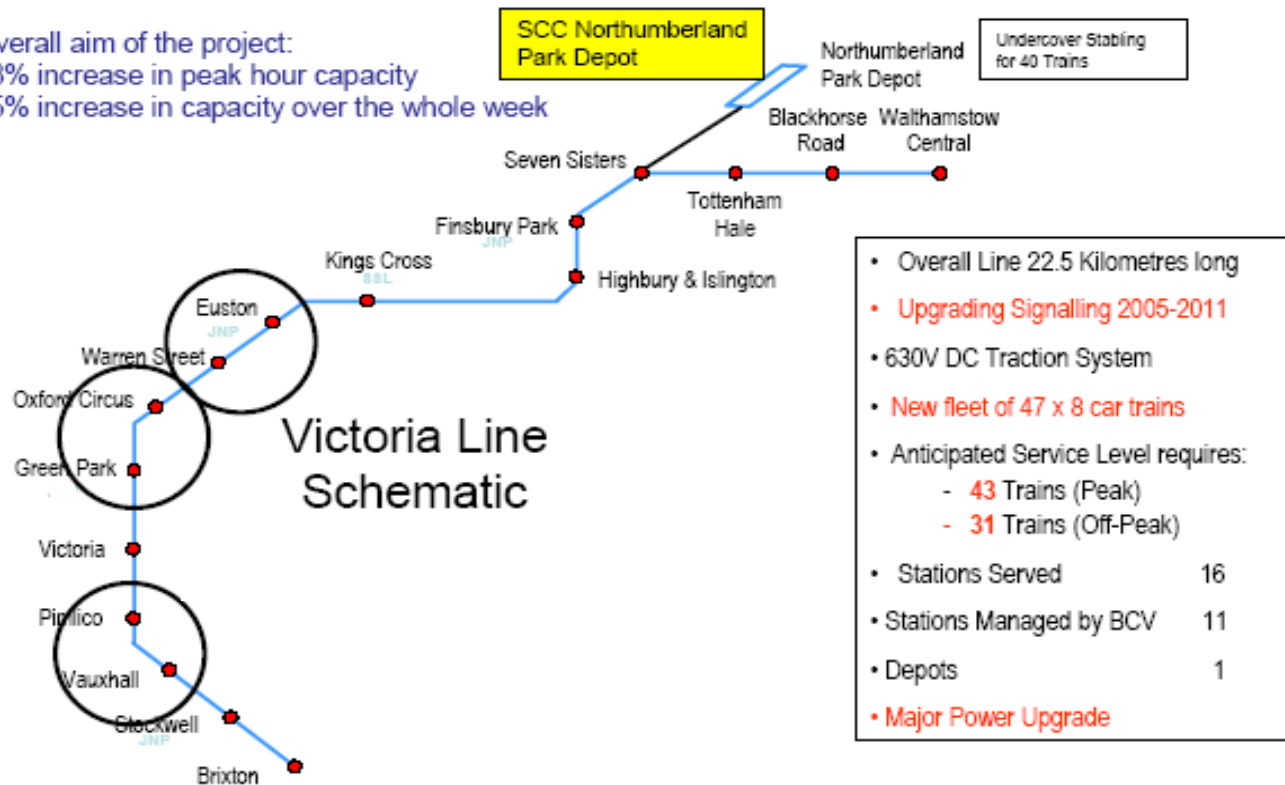 verall aim of the project:
% increase in peak hour capacity
5% increase in capacity over the whole week
SCC Northumberland
Park Depot
Northumberland
Park Depot
Undercover Stabling
for 40 Trains
Blackhorse
Road
Walthamstow
Central
Seven Sisters
Tottenham
Hale
Finsbury Park
JNP
Kings Cross
SSL
Highbury & Islington
Euston
JNP
Warren Street
Oxford Circus
Green Park
Victoria Line
Schematic
Victoria
Pimlico
Vauxhall
Stockwell
JNP
Brixton
• Overall Line 22.5 Kilometres long
• Upgrading Signalling 2005-2011
• 630V DC Traction System
• New fleet of 47 x 8 car trains
• Anticipated Service Level requires:
- 43 Trains (Peak)
- 31 Trains (Off-Peak)
• Stations Served 16
• Stations Managed by BCV 11
• Depots 1
• Major Power Upgrade